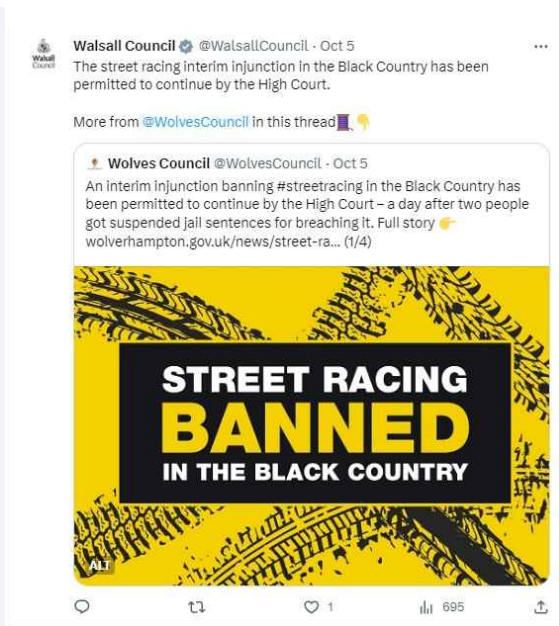 Walsall Council @WalsallCouncil · Oct 5
Walsall
Council
The street racing interim injunction in the Black Country has been
permitted to continue by the High Court.
More from @WolvesCouncil in this thread🧵👇
Wolves Council @WolvesCouncil · Oct 5
An interim injunction banning #streetracing in the Black Country has
been permitted to continue by the High Court – a day after two people
got suspended jail sentences for breaching it. Full story 👉
wolverhampton.gov.uk/news/street-ra... (1/4)
STREET RACING
BANNED
IN THE BLACK COUNTRY
ALT
1
695